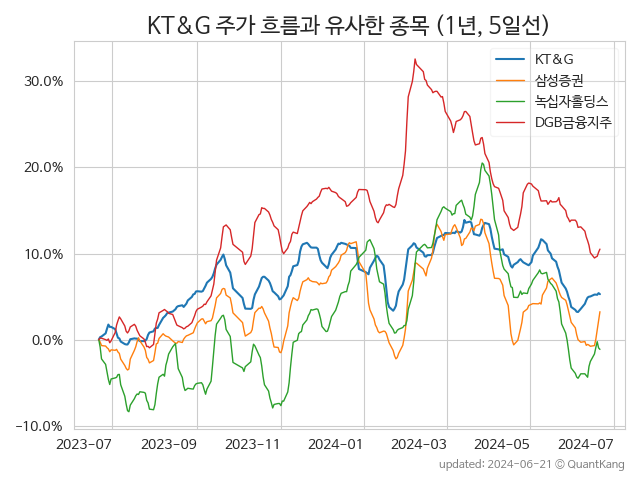 KT&G 주가 흐름과 유사한 종목 (1년, 5일선)
KT&G
삼성증권
녹십자홀딩스
DGB금융지주
30.0%
20.0%
10.0%
0.0%
−10.0%
2023-07 2023-09 2023-11 2024-01 2024-03 2024-05 2024-07
updated: 2024-06-21 © QuantKang